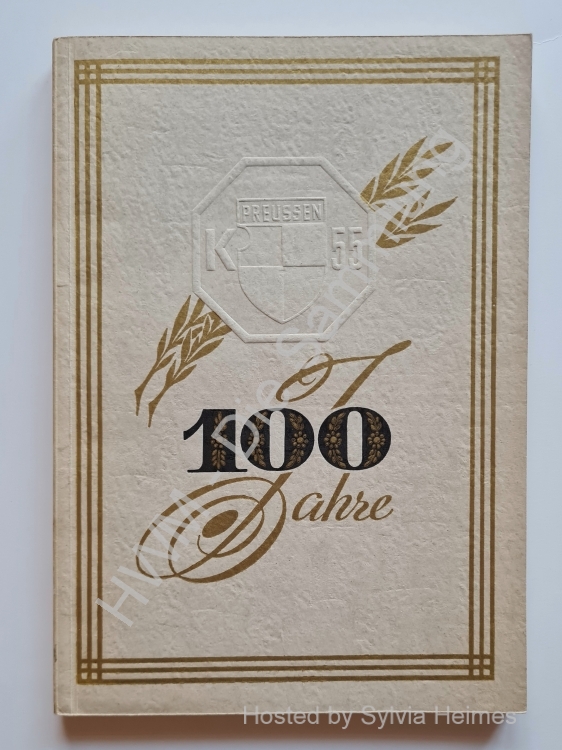 PREUSSEN
K 55
100
Jahre
Hosted by Sylvia Heimes